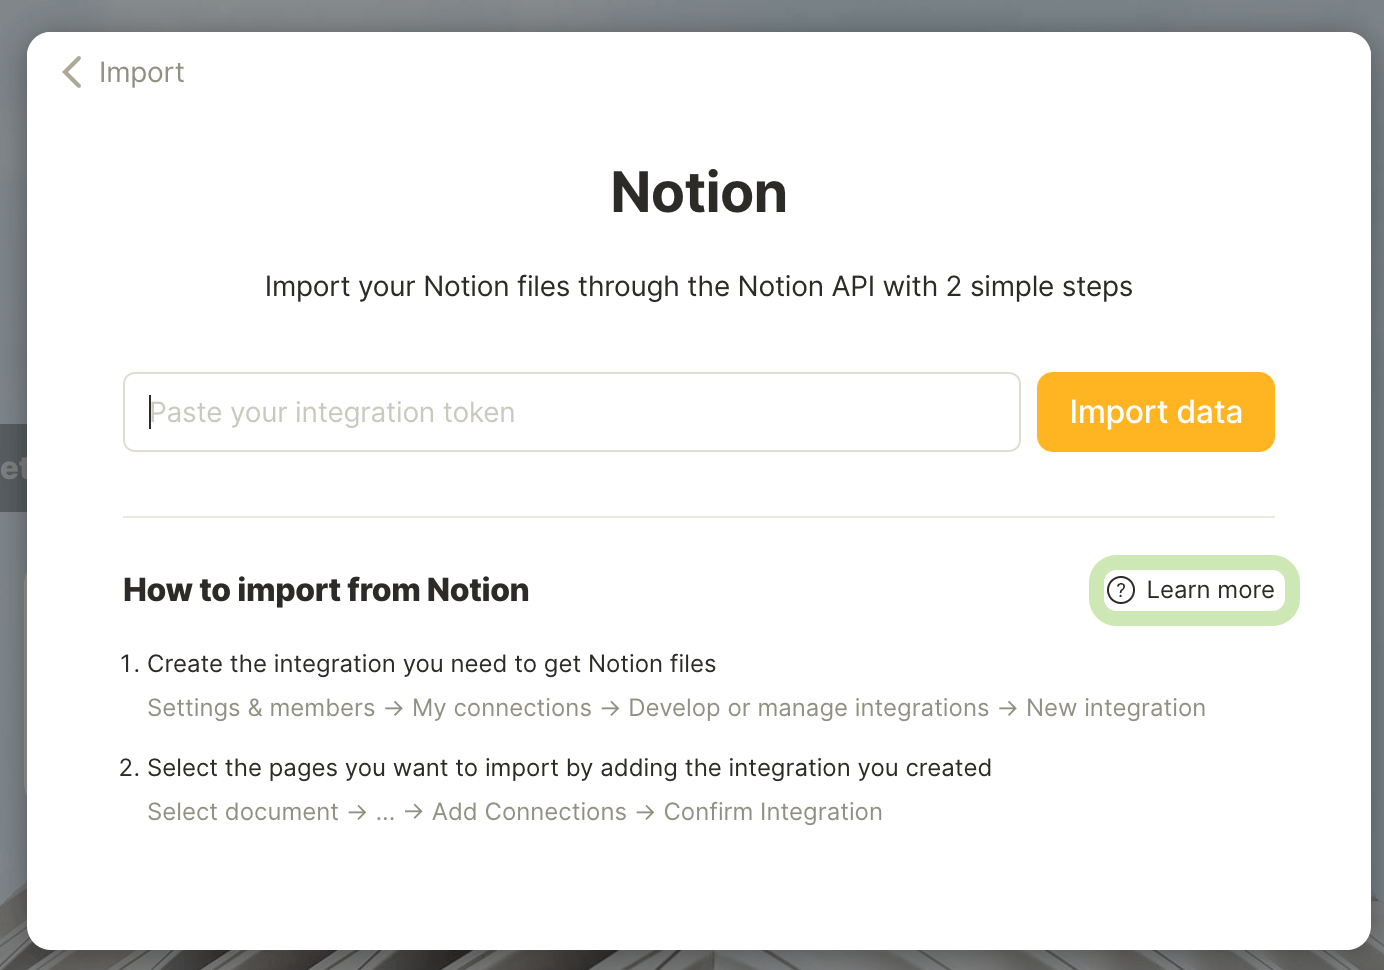 Import
Notion
Import your Notion files through the Notion API with 2 simple steps
Paste your integration token
Import data
How to import from Notion
? Learn more
1. Create the integration you need to get Notion files
Settings & members → My connections → Develop or manage integrations → New integration
2. Select the pages you want to import by adding the integration you created
Select document → ... → Add Connections → Confirm Integration